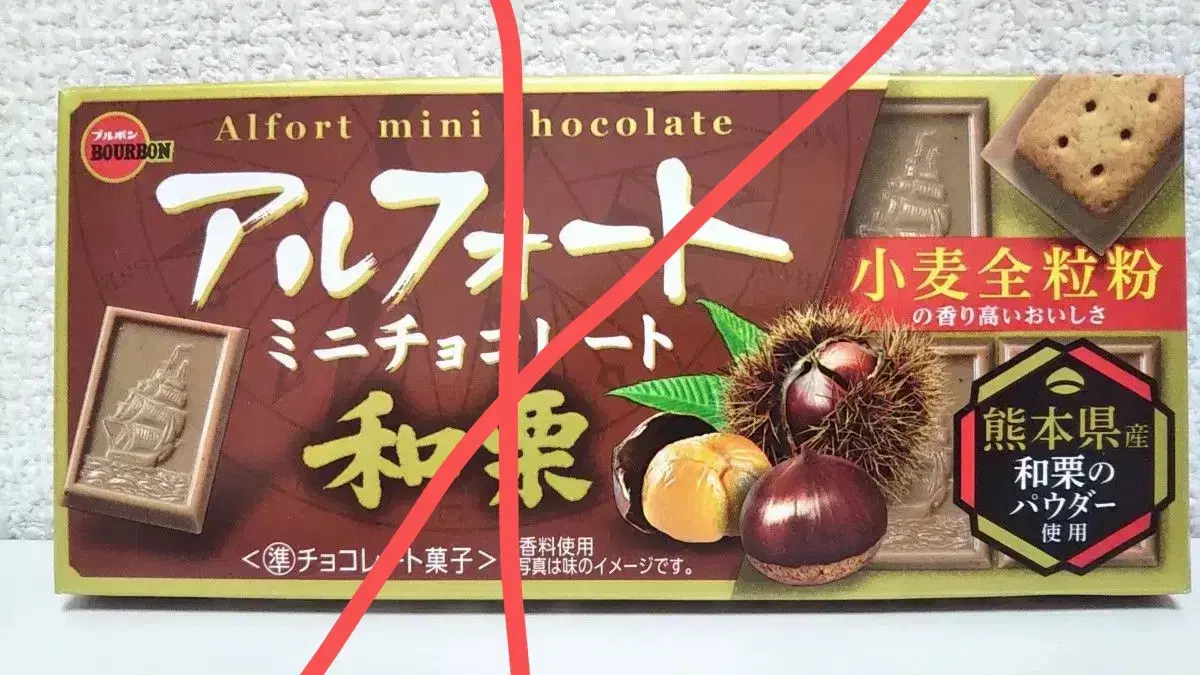 ブルボン
BOURBON
Alfort mini hocolate
アルフォート
ミニチョコレート
和栗
<準チョコレート菓子>
香料使用
写真は味のイメージです。
小麦全粒粉
の香り高いおいしさ
熊本県産
和栗の
パウダー
使用